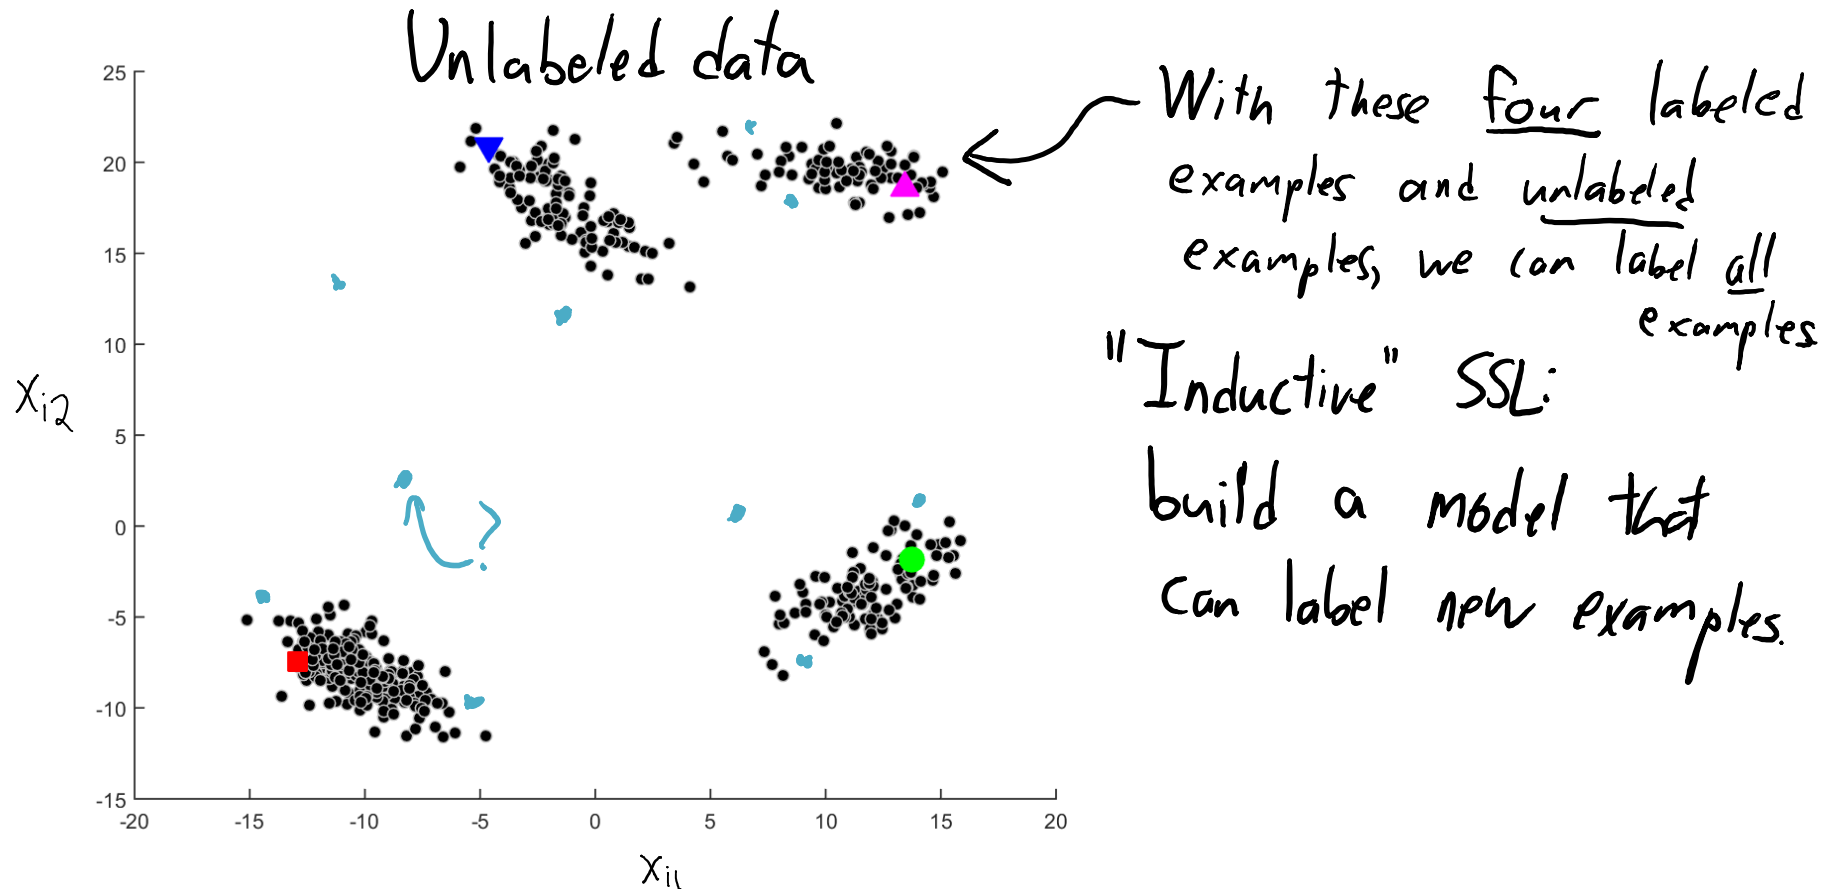 Unlabeled data
With these four labeled
examples and unlabeled
examples, we can label all
examples
"Inductive" SSL:
build a model that
can label new examples.
25
20
15
10
5
0
-5
-10
-15
-20 -15 -10 -5 0 5 10 15 20
Xi2
Xi1
?